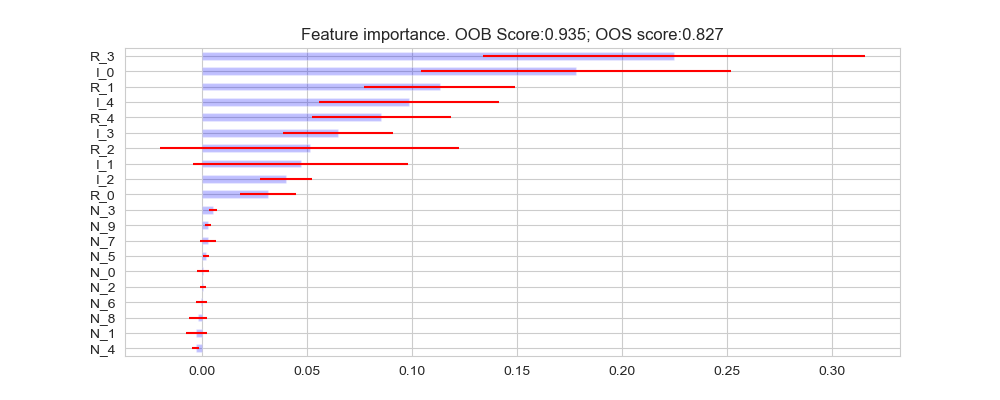 Feature importance. OOB Score:0.935; OOS score:0.827
R_3
I_0
R_1
I_4
R_4
I_3
R_2
I_1
I_2
R_0
N_3
N_9
N_7
N_5
N_0
N_2
N_6
N_8
N_1
N_4
0.00 0.05 0.10 0.15 0.20 0.25 0.30